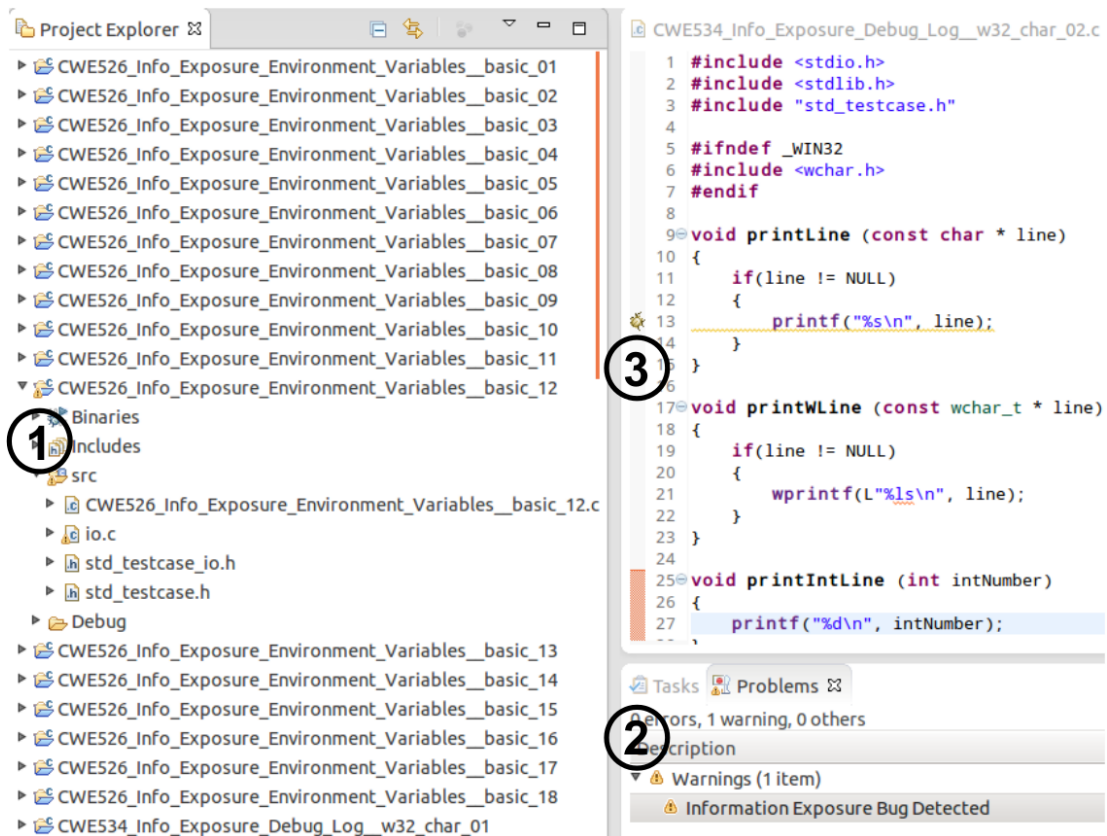 Project Explorer
CWE526_Info_Exposure_Environment_Variables__basic_01
CWE526_Info_Exposure_Environment_Variables__basic_02
CWE526_Info_Exposure_Environment_Variables__basic_03
CWE526_Info_Exposure_Environment_Variables__basic_04
CWE526_Info_Exposure_Environment_Variables__basic_05
CWE526_Info_Exposure_Environment_Variables__basic_06
CWE526_Info_Exposure_Environment_Variables__basic_07
CWE526_Info_Exposure_Environment_Variables__basic_08
CWE526_Info_Exposure_Environment_Variables__basic_09
CWE526_Info_Exposure_Environment_Variables__basic_10
CWE526_Info_Exposure_Environment_Variables__basic_11
CWE526_Info_Exposure_Environment_Variables__basic_12
Binaries
1
Includes
src
CWE526_Info_Exposure_Environment_Variables__basic_12.c
io.c
std_testcase_io.h
std_testcase.h
Debug
CWE526_Info_Exposure_Environment_Variables__basic_13
CWE526_Info_Exposure_Environment_Variables__basic_14
CWE526_Info_Exposure_Environment_Variables__basic_15
CWE526_Info_Exposure_Environment_Variables__basic_16
CWE526_Info_Exposure_Environment_Variables__basic_17
CWE526_Info_Exposure_Environment_Variables__basic_18
CWE534_Info_Exposure_Debug_Log__w32_char_01
CWE534_Info_Exposure_Debug_Log__w32_char_02.c
1 #include <stdio.h>
2 #include <stdlib.h>
3 #include "std_testcase.h"
4
5 #ifndef _WIN32
6 #include <wchar.h>
7 #endif
8
9 void printLine (const char * line)
10 {
11 if(line != NULL)
12 {
13 printf("%s\n", line);
14 }
3
15 }
16
17 void printWLine (const wchar_t * line)
18 {
19 if(line != NULL)
20 {
21 wprintf(L"%ls\n", line);
22 }
23 }
24
25 void printIntLine (int intNumber)
26 {
27 printf("%d\n", intNumber);
Tasks Problems
0 errors, 1 warning, 0 others
2
Description
Warnings (1 item)
Information Exposure Bug Detected